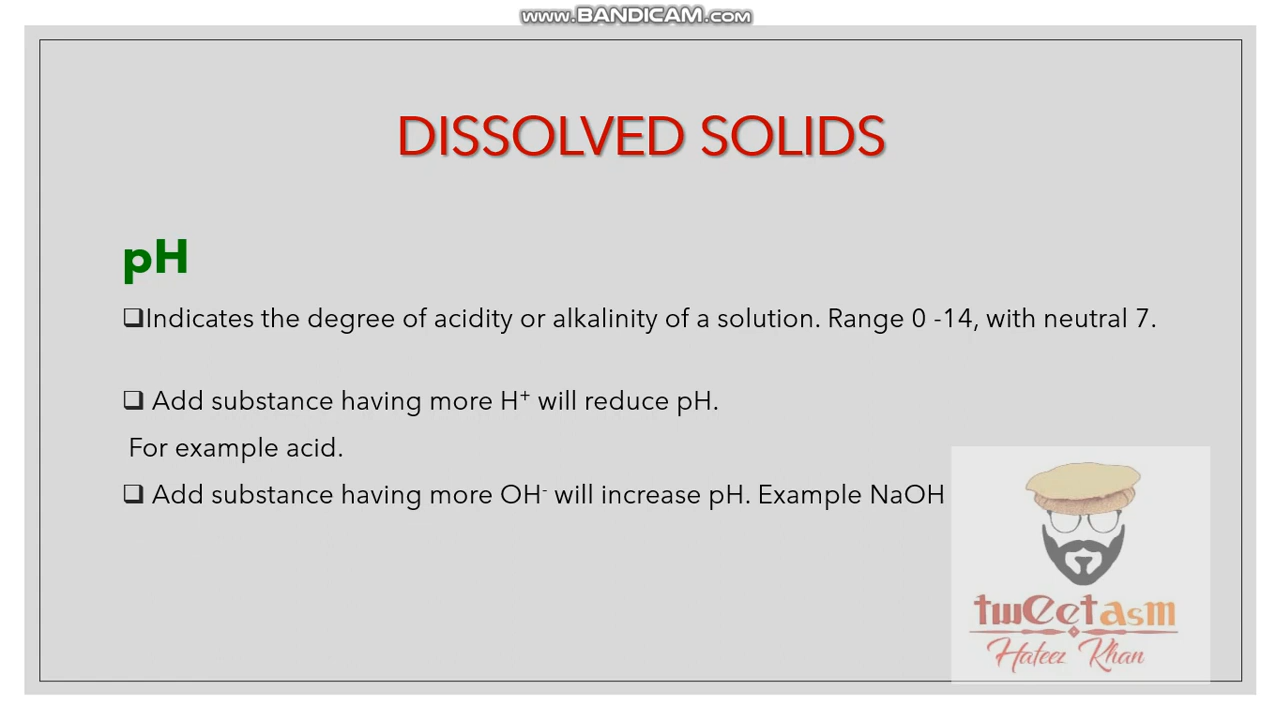 www.BANDICAM.com
DISSOLVED SOLIDS
pH
❑Indicates the degree of acidity or alkalinity of a solution. Range 0 -14, with neutral 7.
❑ Add substance having more H⁺ will reduce pH.
For example acid.
❑ Add substance having more OH⁻ will increase pH. Example NaOH
tweetasm
Hafeez Khan